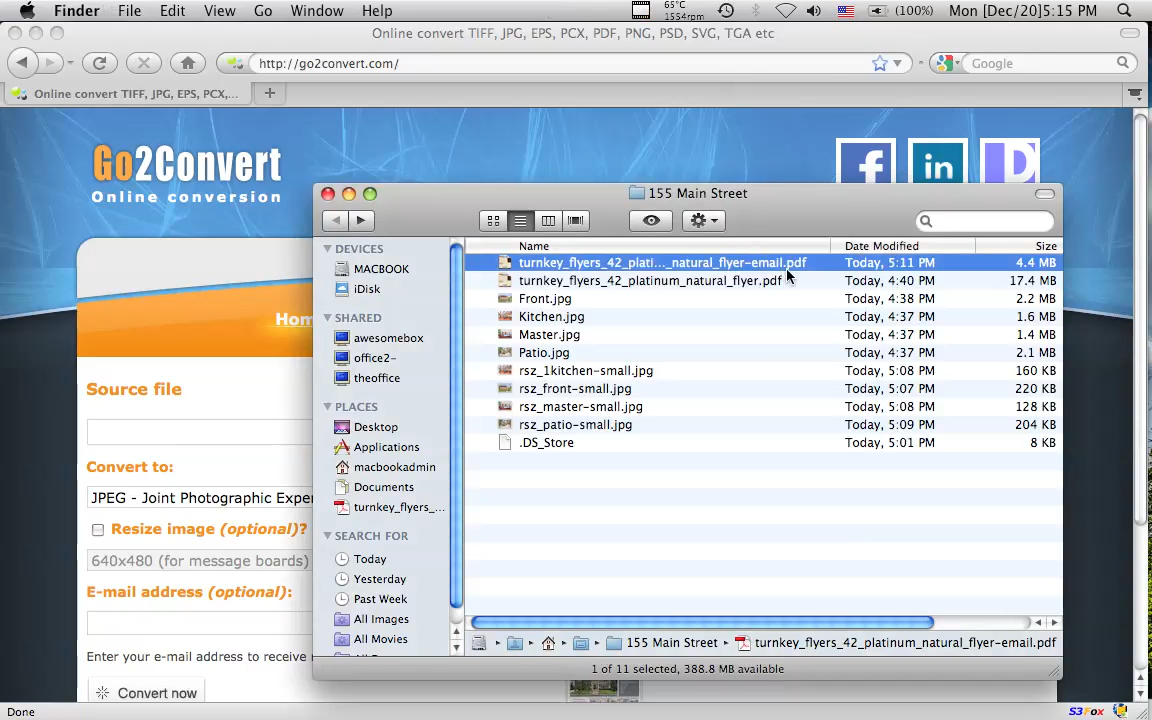 Finder File Edit View Go Window Help 65°C 1554rpm (100%) Mon [Dec/20]5:15 PM
Online convert TIFF, JPG, EPS, PCX, PDF, PNG, PSD, SVG, TGA etc
http://go2convert.com/ Google
Online convert TIFF, JPG, EPS, PCX,...
Go2Convert
Online conversion
f in D
155 Main Street
Name Date Modified Size
DEVICES
MACBOOK
iDisk
SHARED
awesomebox
office2-
theoffice
PLACES
Desktop
Applications
macbookadmin
Documents
turnkey_flyers_...
SEARCH FOR
Today
Yesterday
Past Week
All Images
All Movies
turnkey_flyers_42_plati..._natural_flyer-email.pdf Today, 5:11 PM 4.4 MB
turnkey_flyers_42_platinum_natural_flyer.pdf Today, 4:40 PM 17.4 MB
Front.jpg Today, 4:38 PM 2.2 MB
Kitchen.jpg Today, 4:37 PM 1.6 MB
Master.jpg Today, 4:37 PM 1.4 MB
Patio.jpg Today, 4:37 PM 2.1 MB
rsz_1kitchen-small.jpg Today, 5:08 PM 160 KB
rsz_front-small.jpg Today, 5:07 PM 220 KB
rsz_master-small.jpg Today, 5:08 PM 128 KB
rsz_patio-small.jpg Today, 5:09 PM 204 KB
.DS_Store Today, 5:01 PM 8 KB
155 Main Street turnkey_flyers_42_platinum_natural_flyer-email.pdf
1 of 11 selected, 388.8 MB available
Hom
Source file
Convert to:
JPEG - Joint Photographic Exper
Resize image (optional)?
640x480 (for message boards)
E-mail address (optional):
Enter your e-mail address to receive
Convert now
Done S3Fox